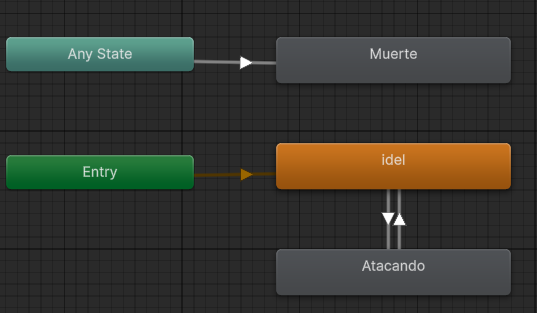 Any State
Muerte
Entry
idel
Atacando